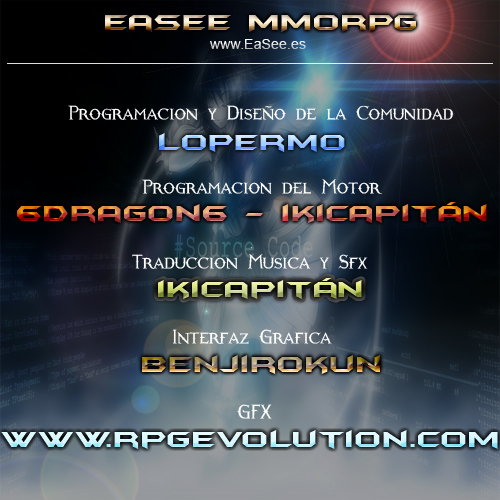 EASEE MMORPG
www.EaSee.es
Programacion y Diseño de la Comunidad
LOPERMO
Programacion del Motor
6DRAGON6 - IKICAPITÁN
#Source Code
Traduccion Musica y Sfx
IKICAPITÁN
Interfaz Grafica
BENJIROKUN
GFX
WWW.RPGEVOLUTION.COM